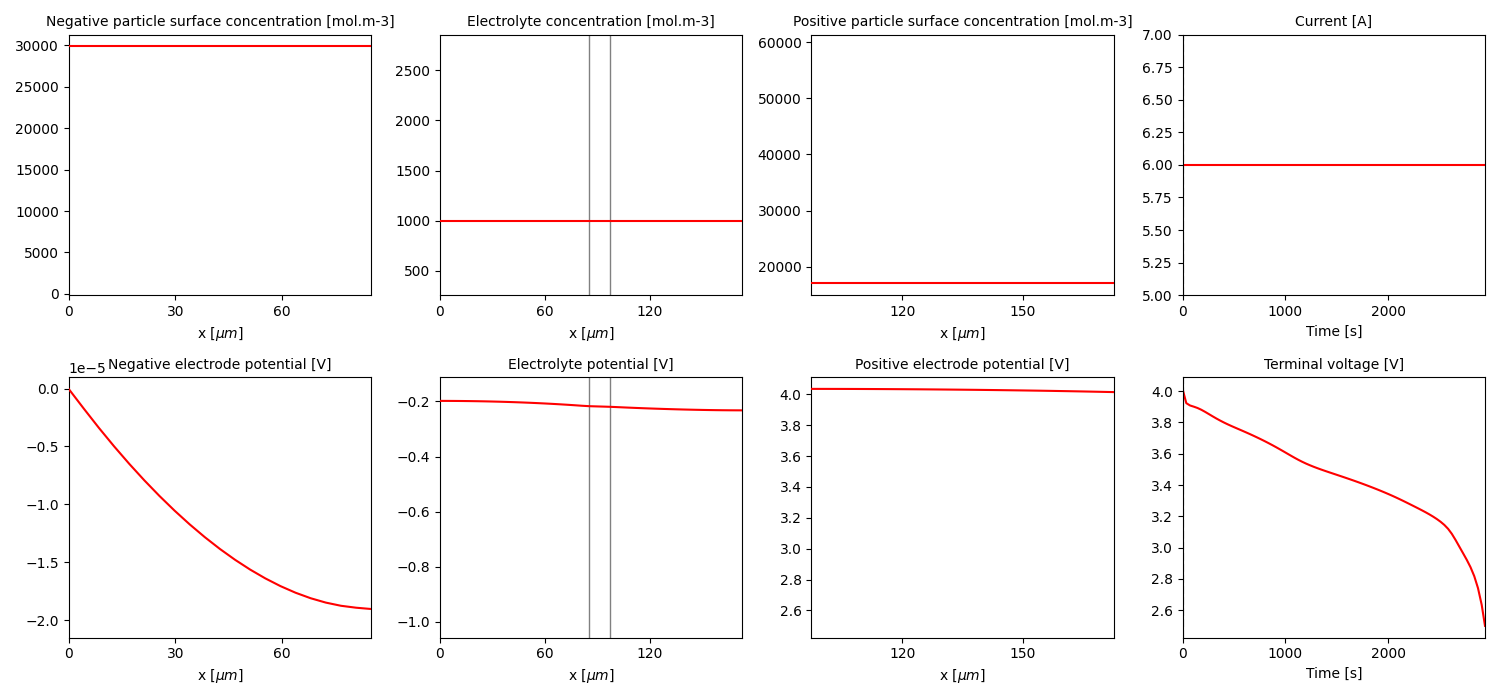 Negative particle surface concentration [mol.m-3]
30000
25000
20000
15000
10000
5000
0
0 30 60
x [μm]
Electrolyte concentration [mol.m-3]
2500
2000
1500
1000
500
0 60 120
x [μm]
Positive particle surface concentration [mol.m-3]
60000
50000
40000
30000
20000
120 150
x [μm]
Current [A]
7.00
6.75
6.50
6.25
6.00
5.75
5.50
5.25
5.00
0 1000 2000
Time [s]
Negative electrode potential [V]
1e−5
0.0
−0.5
−1.0
−1.5
−2.0
0 30 60
x [μm]
Electrolyte potential [V]
−0.2
−0.4
−0.6
−0.8
−1.0
0 60 120
x [μm]
Positive electrode potential [V]
4.0
3.8
3.6
3.4
3.2
3.0
2.8
2.6
120 150
x [μm]
Terminal voltage [V]
4.0
3.8
3.6
3.4
3.2
3.0
2.8
2.6
0 1000 2000
Time [s]